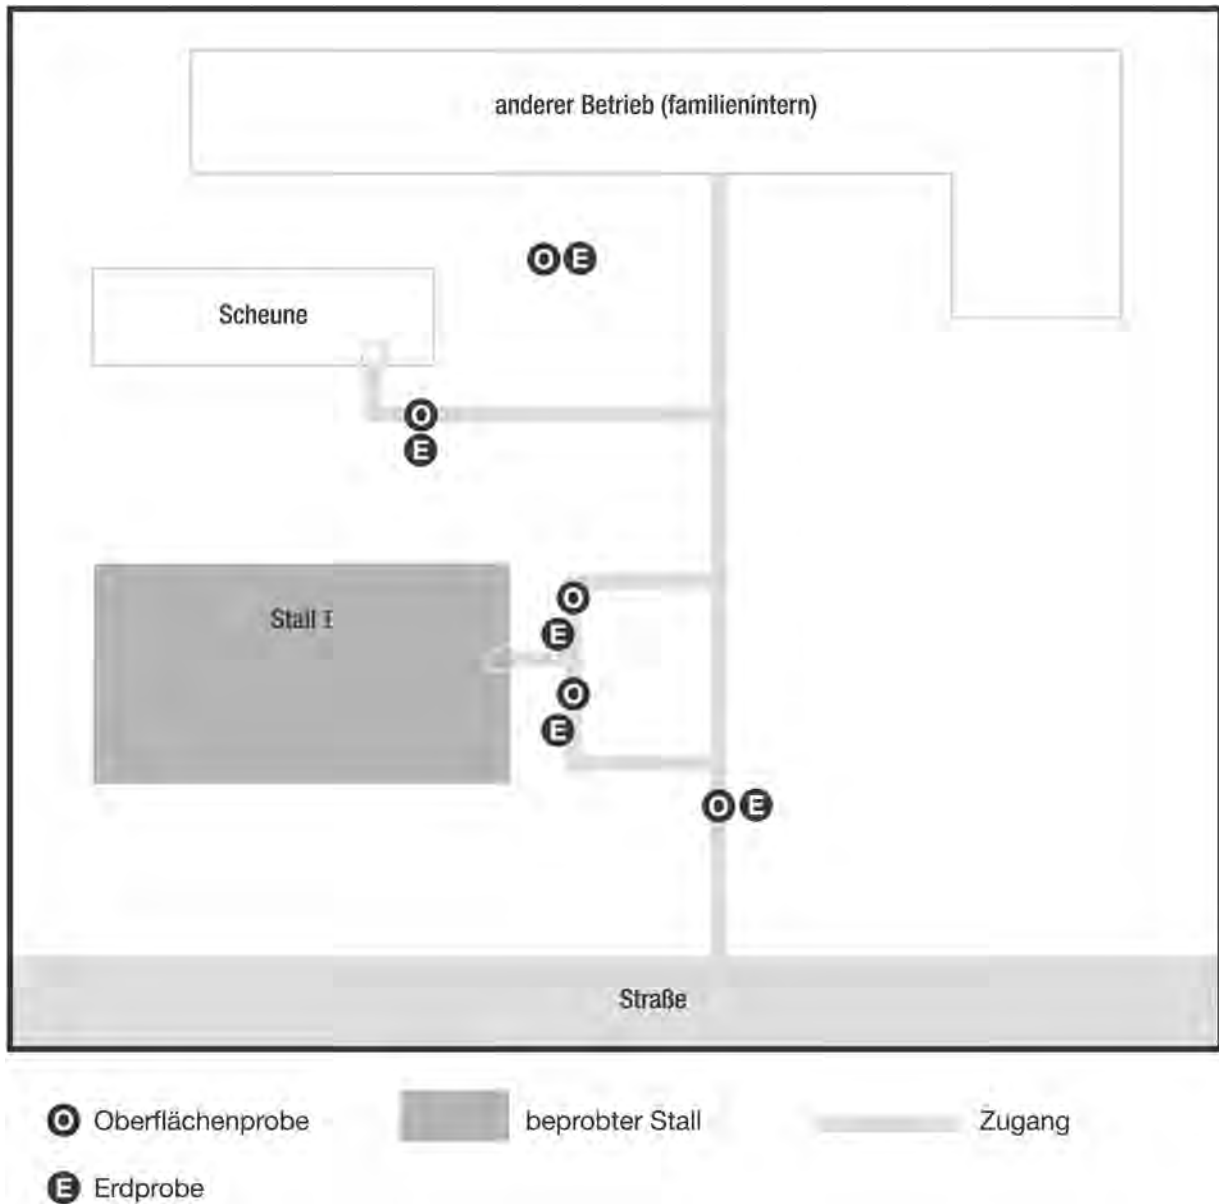 anderer Betrieb (familienintern)
O E
Scheune
O
E
Stall
O
E
O
E
O E
Straße
O Oberflächenprobe
beprobter Stall
Zugang
E Erdprobe